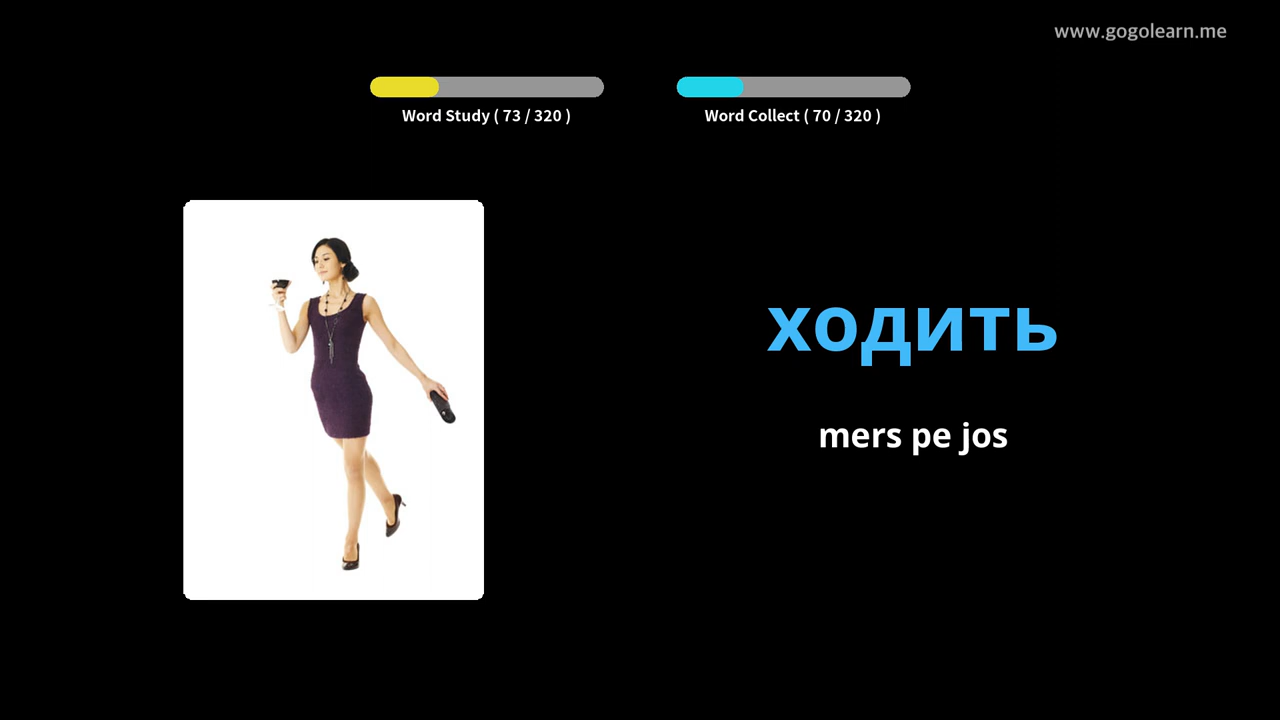 www.gogolearn.me
Word Study ( 73 / 320 )
Word Collect ( 70 / 320 )
ходить
mers pe jos